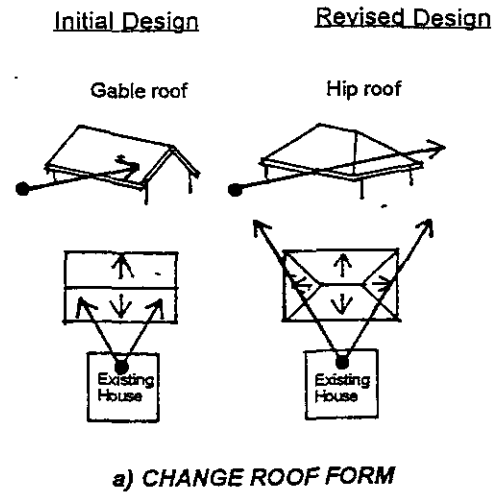 Initial Design
Revised Design
Gable roof
Hip roof
Existing
House
Existing
House
a) CHANGE ROOF FORM